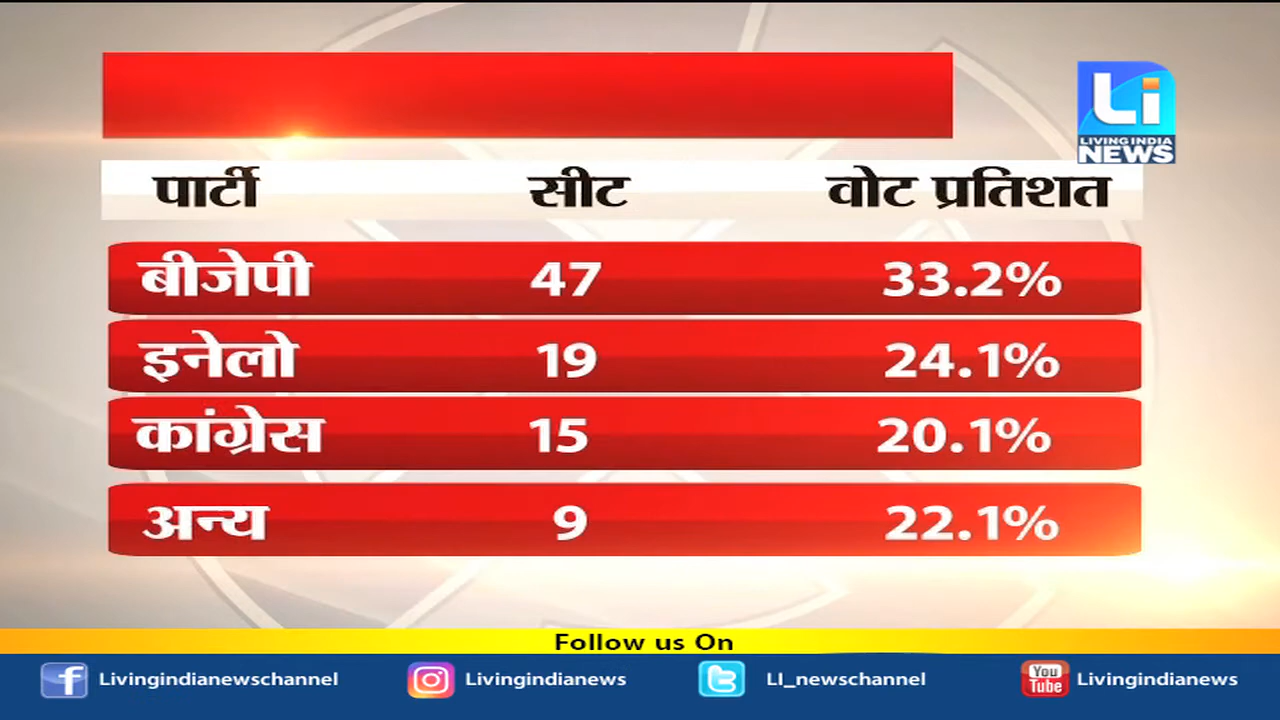 Li
LIVING INDIA
NEWS
पार्टी सीट वोट प्रतिशत
बीजेपी 47 33.2%
इनेलो 19 24.1%
कांग्रेस 15 20.1%
अन्य 9 22.1%
Follow us On
f Livingindianewschannel Livingindianews LI_newschannel You Tube Livingindianews